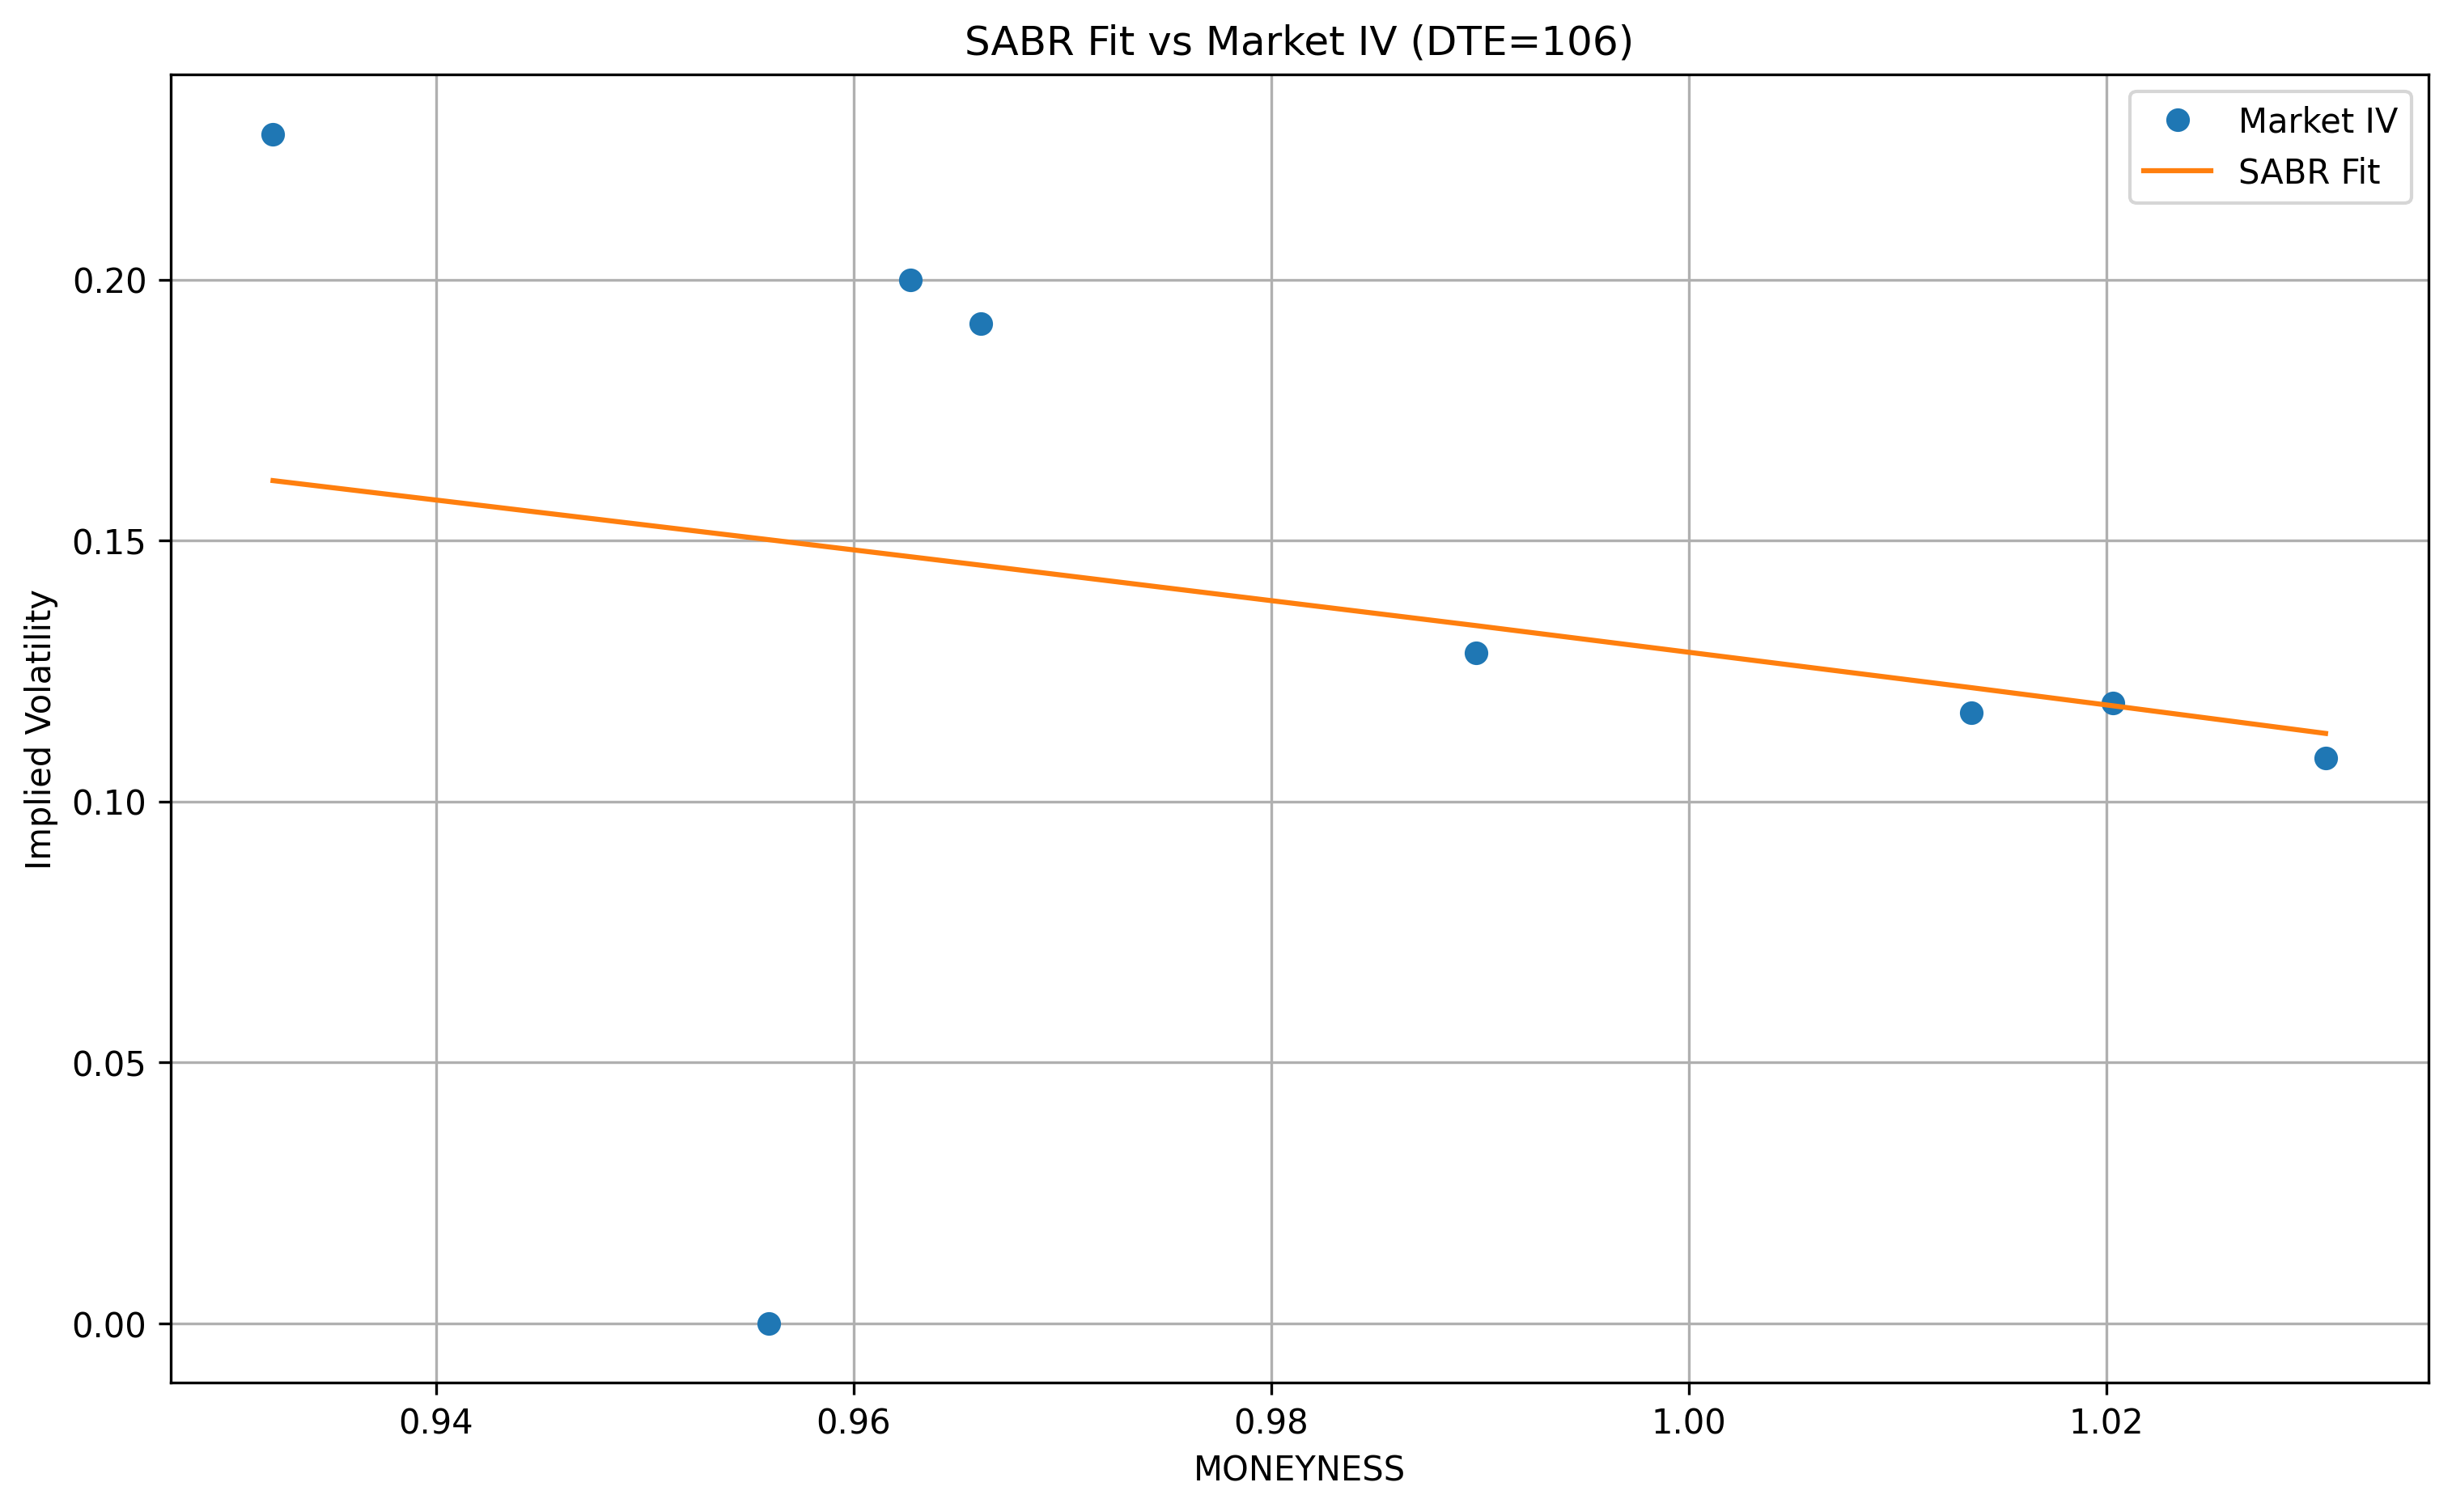 SABR Fit vs Market IV (DTE=106)
Market IV
SABR Fit
Implied Volatility
0.20
0.15
0.10
0.05
0.00
0.94 0.96 0.98 1.00 1.02
MONEYNESS